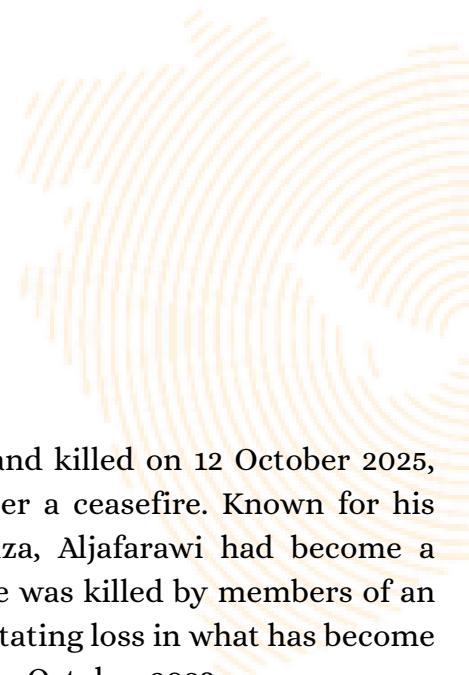 and killed on 12 October 2025,
er a ceasefire. Known for his
za, Aljafarawi had become a
e was killed by members of an
tating loss in what has become
October